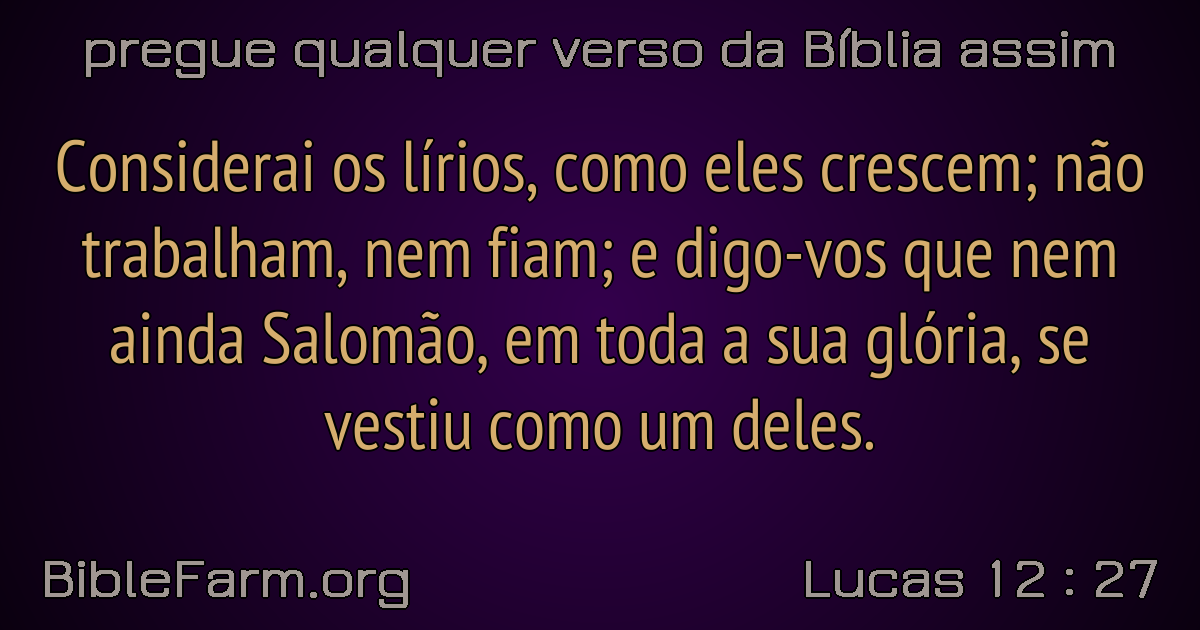 pregue qualquer verso da Bíblia assim
Considerai os lírios, como eles crescem; não
trabalham, nem fiam; e digo-vos que nem
ainda Salomão, em toda a sua glória, se
vestiu como um deles.
BibleFarm.org
Lucas 12 : 27